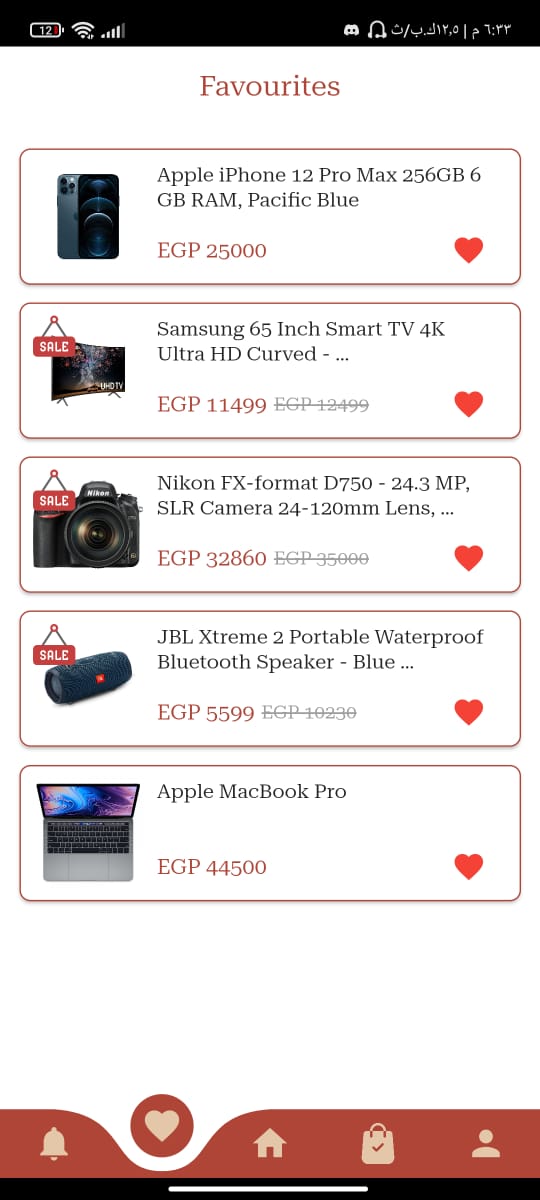 12
١٢,٥ك.ب/ث | ٦:٣٣ م
Favourites
Apple iPhone 12 Pro Max 256GB 6
GB RAM, Pacific Blue
EGP 25000
SALE
Samsung 65 Inch Smart TV 4K
Ultra HD Curved - ...
UHD TV
EGP 11499 EGP 12499
SALE
Nikon
Nikon FX-format D750 - 24.3 MP,
SLR Camera 24-120mm Lens, ...
EGP 32860 EGP 35000
SALE
JBL Xtreme 2 Portable Waterproof
Bluetooth Speaker - Blue ...
EGP 5599 EGP 10230
Apple MacBook Pro
EGP 44500